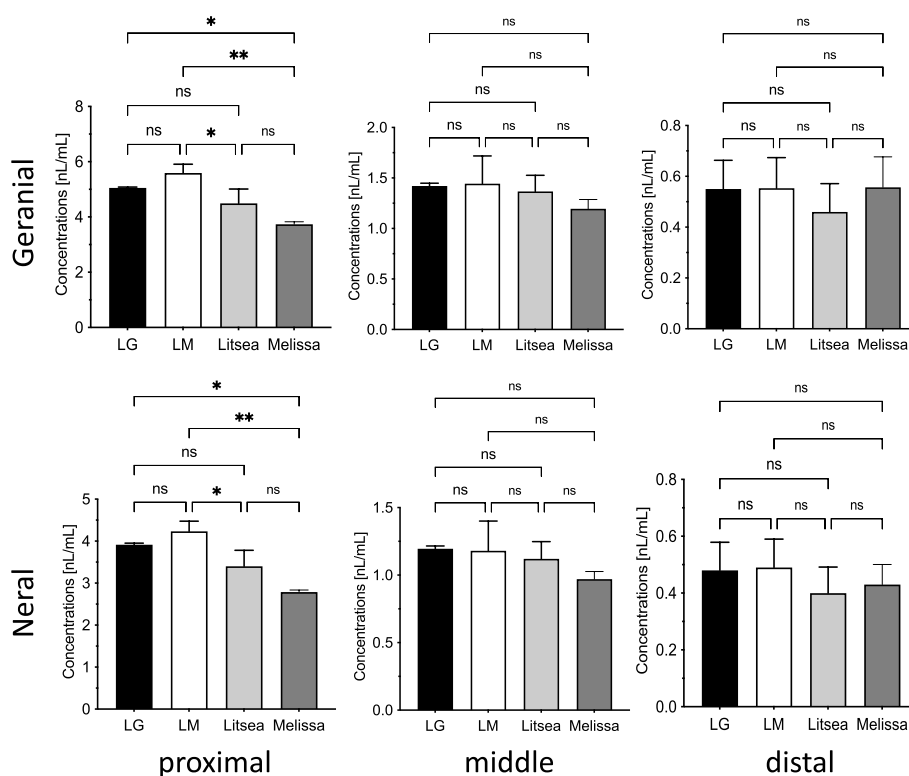 *
**
ns
ns * ns
Geranial
Concentrations [nL/mL]
8
6
4
2
0
LG LM Litsea Melissa
ns
ns
ns
ns ns ns
Concentrations [nL/mL]
2.0
1.5
1.0
0.5
0.0
LG LM Litsea Melissa
ns
ns
ns
ns ns ns
Concentrations [nL/mL]
0.8
0.6
0.4
0.2
0.0
LG LM Litsea Melissa
*
**
ns
ns * ns
Neral
Concentrations [nL/mL]
5
4
3
2
1
0
LG LM Litsea Melissa
proximal
ns
ns
ns
ns ns ns
Concentrations [nL/mL]
1.5
1.0
0.5
0.0
LG LM Litsea Melissa
middle
ns
ns
ns
ns ns ns
Concentrations [nL/mL]
0.8
0.6
0.4
0.2
0.0
LG LM Litsea Melissa
distal